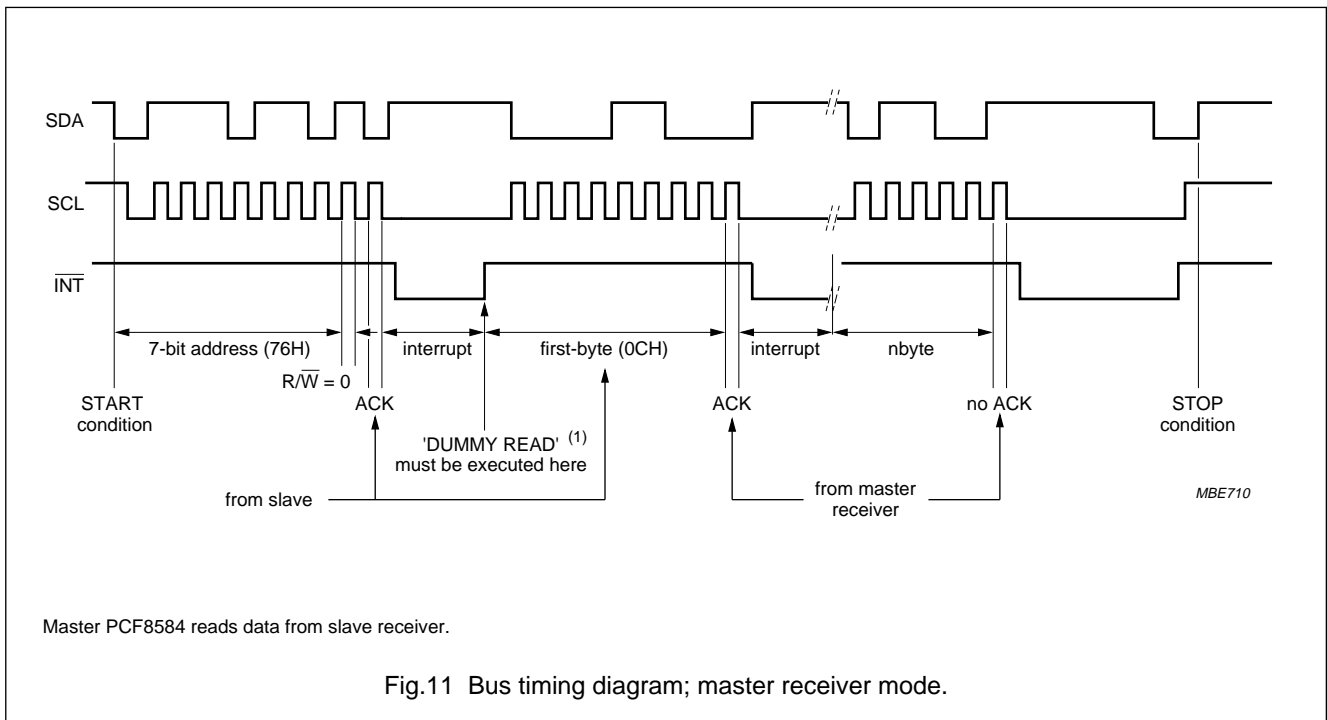 SDA
SCL
INT
7-bit address (76H)
interrupt
first-byte (0CH)
interrupt
nbyte
R/W = 0
START
condition
ACK
ACK
no ACK
STOP
condition
'DUMMY READ' (1)
must be executed here
from slave
from master
receiver
MBE710
Master PCF8584 reads data from slave receiver.
Fig.11 Bus timing diagram; master receiver mode.